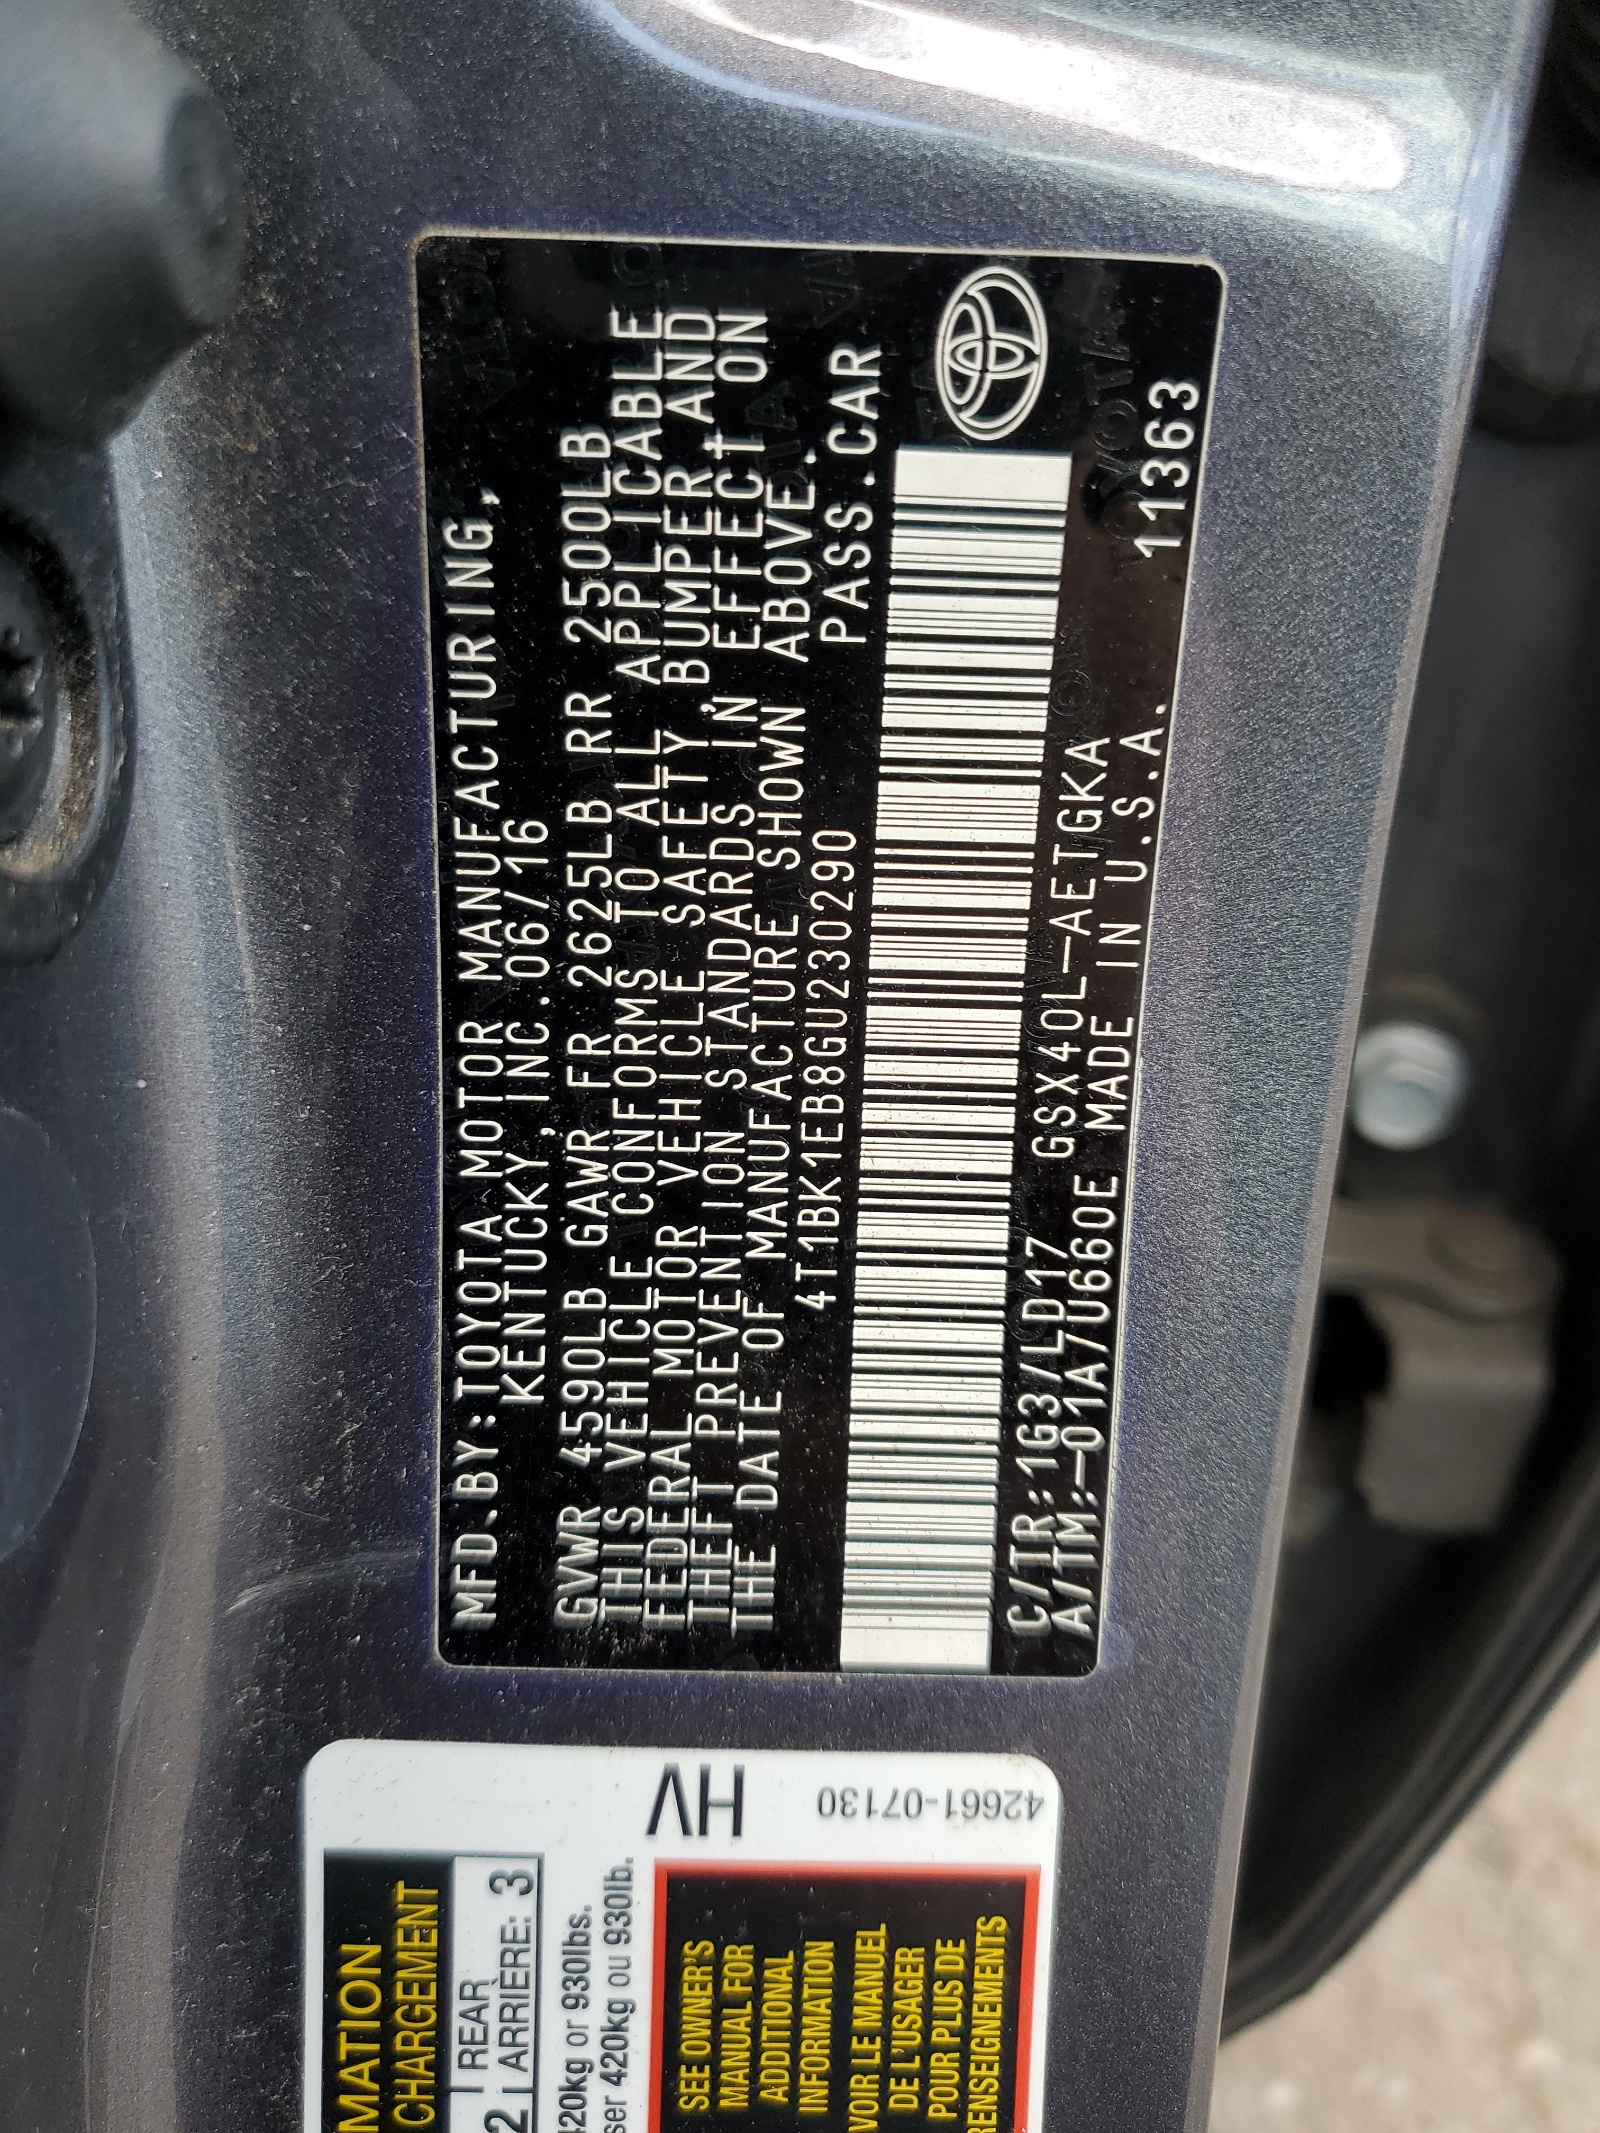 MFD.BY:TOYOTA MOTOR MANUFACTURING,
KENTUCKY, INC.06/16
GVWR 4590LB GAWR FR 2625LB RR 2500LB
THIS VEHICLE CONFORMS TO ALL APPLICABLE
FEDERAL MOTOR VEHICLE SAFETY, BUMPER AND
THEFT PREVENTION STANDARDS IN EFFECT ON
THE DATE OF MANUFACTURE SHOWN ABOVE.
4T1BK1EB8GU230290 PASS.CAR
C/TR:1G3/LD17 GSX40L-AETGKA
A/TM:-01A/U660E MADE IN U.S.A.
11363
HV
42661-07130
MATION
CHARGEMENT
2 REAR
ARRIÈRE: 3
420kg or 930lbs.
ser 420kg ou 930lb.
SEE OWNER'S
MANUAL FOR
ADDITIONAL
INFORMATION
VOIR LE MANUEL
DE L'USAGER
POUR PLUS DE
RENSEIGNEMENTS